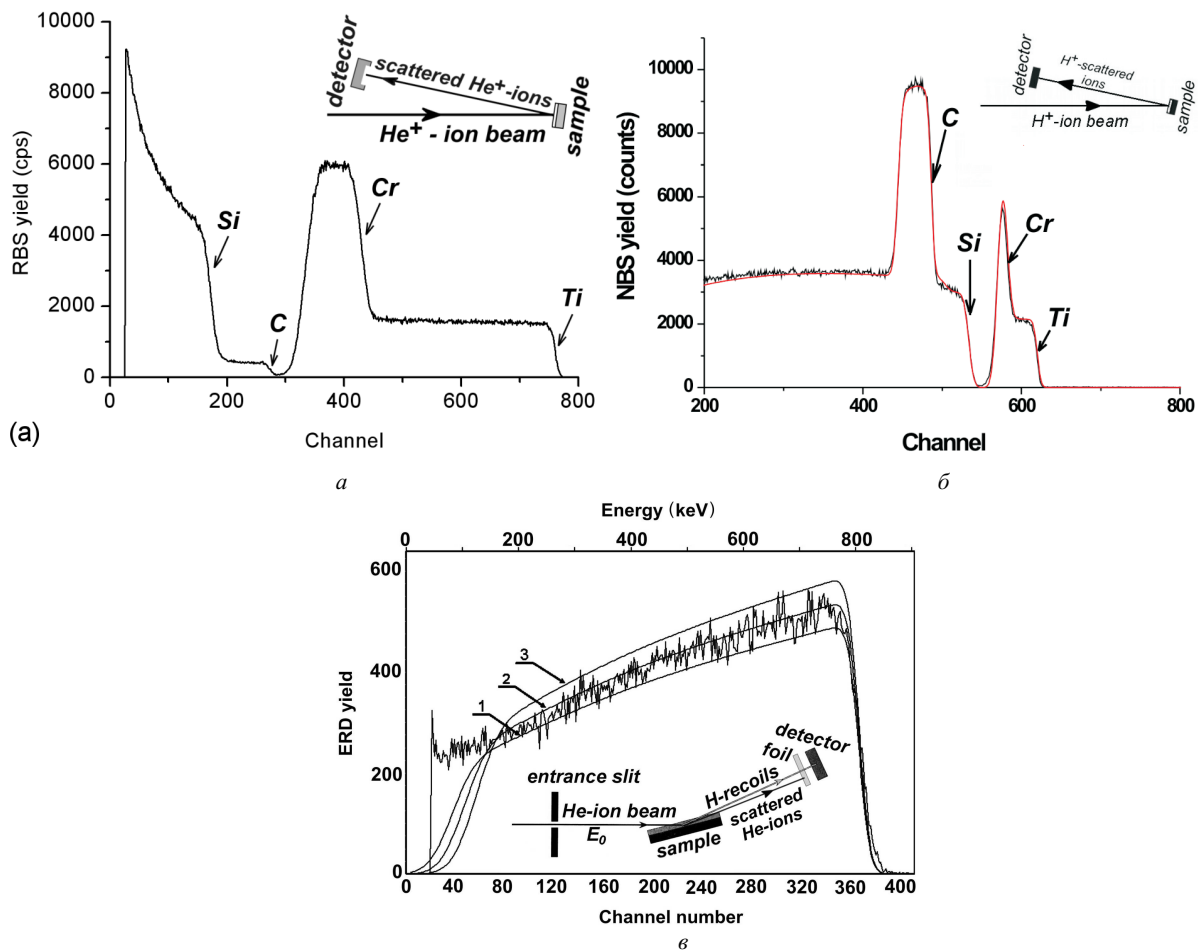 10000
8000
6000
4000
2000
0
RBS yield (cps)
0
200
400
600
800
Channel
Si
C
Cr
Ti
detector
scattered He+-ions
sample
He+ - ion beam
(a)
а
10000
8000
6000
4000
2000
0
NBS yield (counts)
200
400
600
800
Channel
C
Si
Cr
Ti
detector
H+-scattered
ions
sample
H+-ion beam
б
Energy (keV)
0
200
400
600
800
600
400
200
0
ERD yield
3
2
1
entrance slit
He-ion beam
E0
sample
H-recoils
scattered
He-ions
foil
detector
0
40
80
120
160
200
240
280
320
360
400
Channel number
в